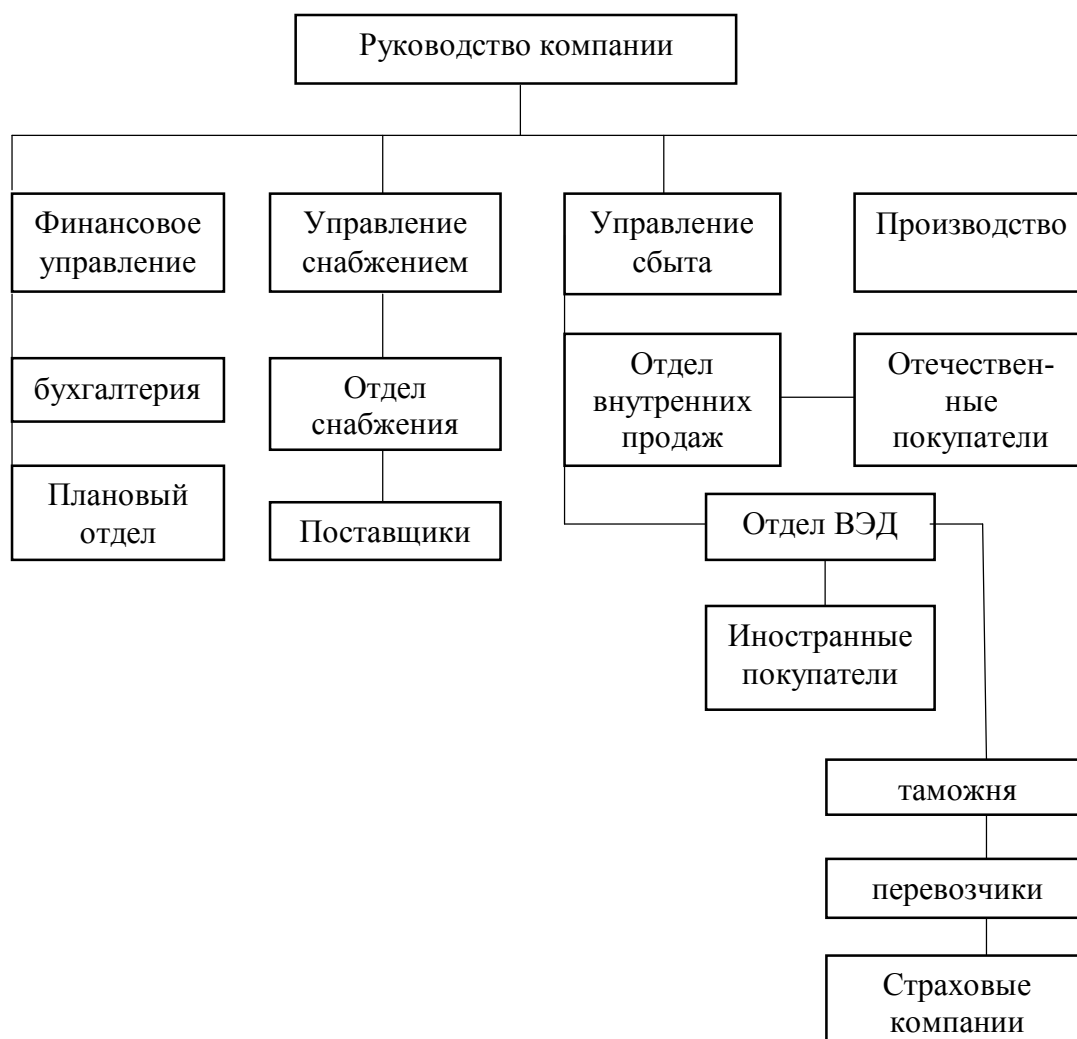 Руководство компании
Финансовое
управление
Управление
снабжением
Управление
сбыта
Производство
бухгалтерия
Отдел
снабжения
Отдел
внутренних
продаж
Отечествен-
ные
покупатели
Плановый
отдел
Поставщики
Отдел ВЭД
Иностранные
покупатели
таможня
перевозчики
Страховые
компании